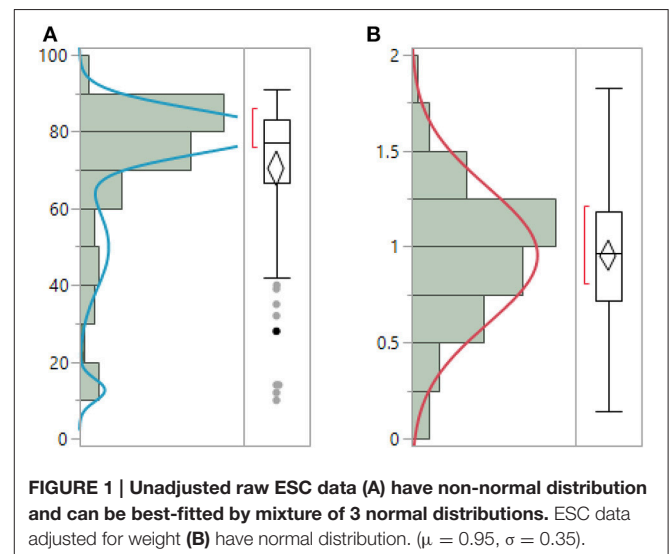 A
B
100
80
60
40
20
0
2
1.5
1
0.5
0
FIGURE 1 | Unadjusted raw ESC data (A) have non-normal distribution
and can be best-fitted by mixture of 3 normal distributions. ESC data
adjusted for weight (B) have normal distribution. (μ = 0.95, σ = 0.35).